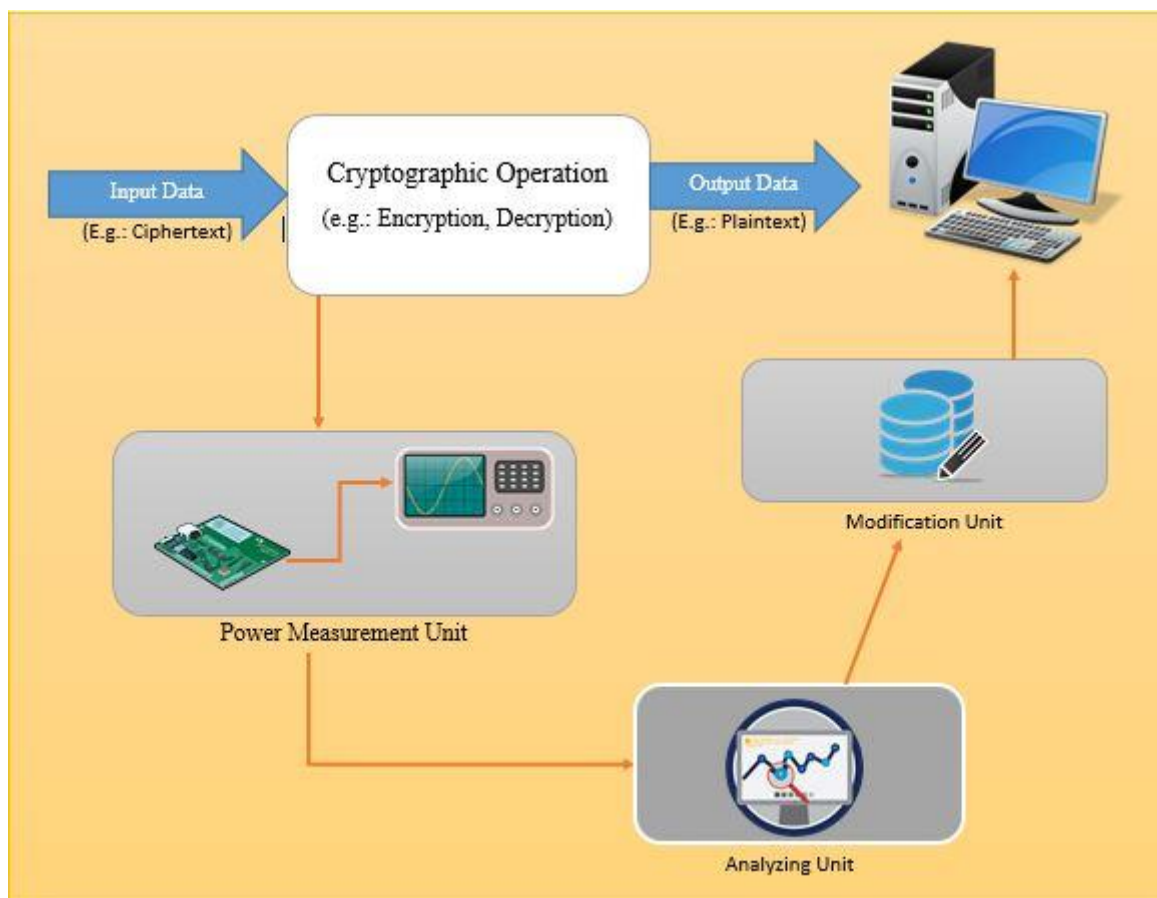 Cryptographic Operation
(e.g.: Encryption, Decryption)
Input Data
(E.g.: Ciphertext)
Output Data
(E.g.: Plaintext)
Modification Unit
Power Measurement Unit
Analyzing Unit